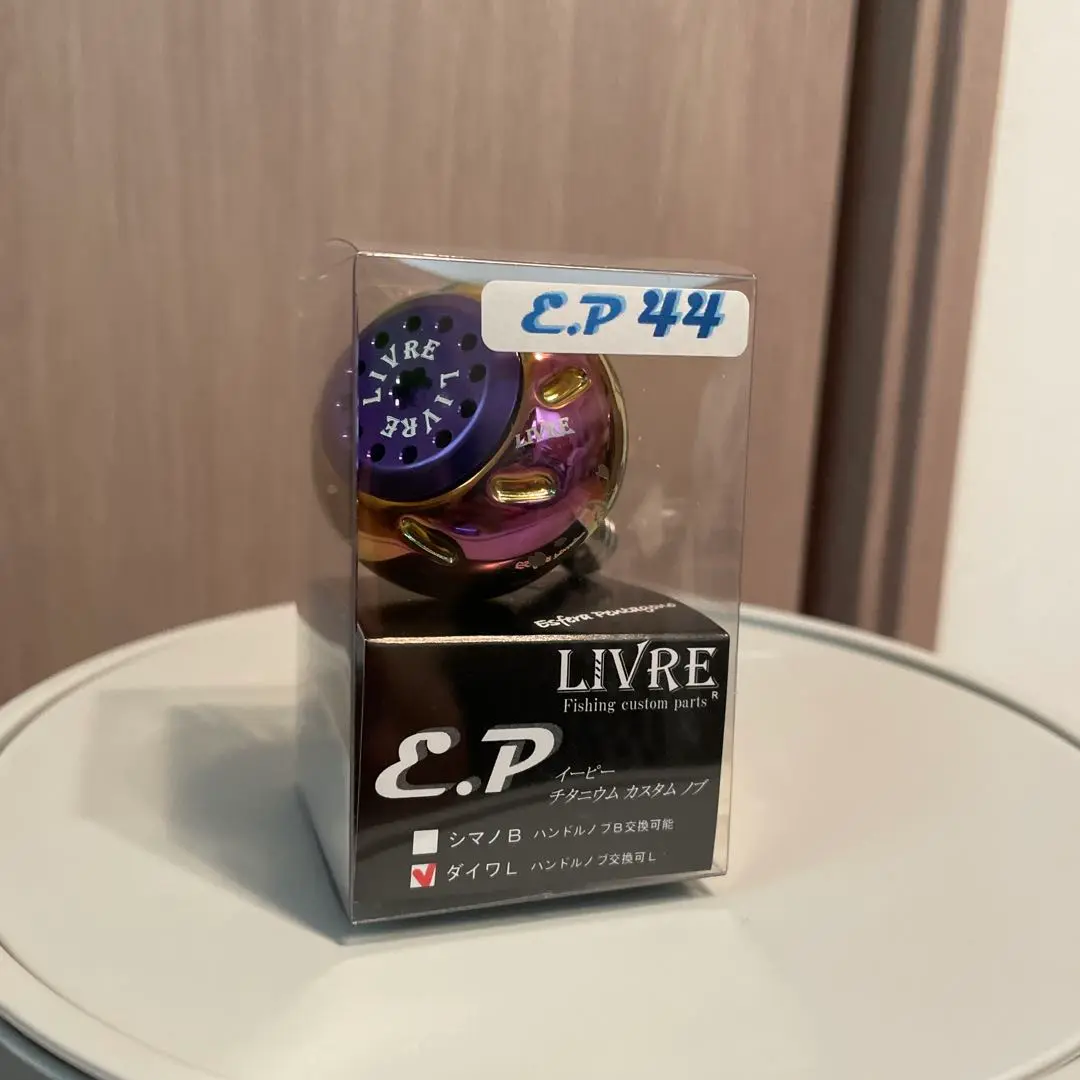 E.P 44
LIVRE LIVRE
LIVRE
Esfera Pentagono
LIVRE
R
Fishing custom parts
E.P
イーピー
チタニウム カスタム ノブ
シマノB ハンドルノブB交換可能
ダイワL ハンドルノブ交換可L